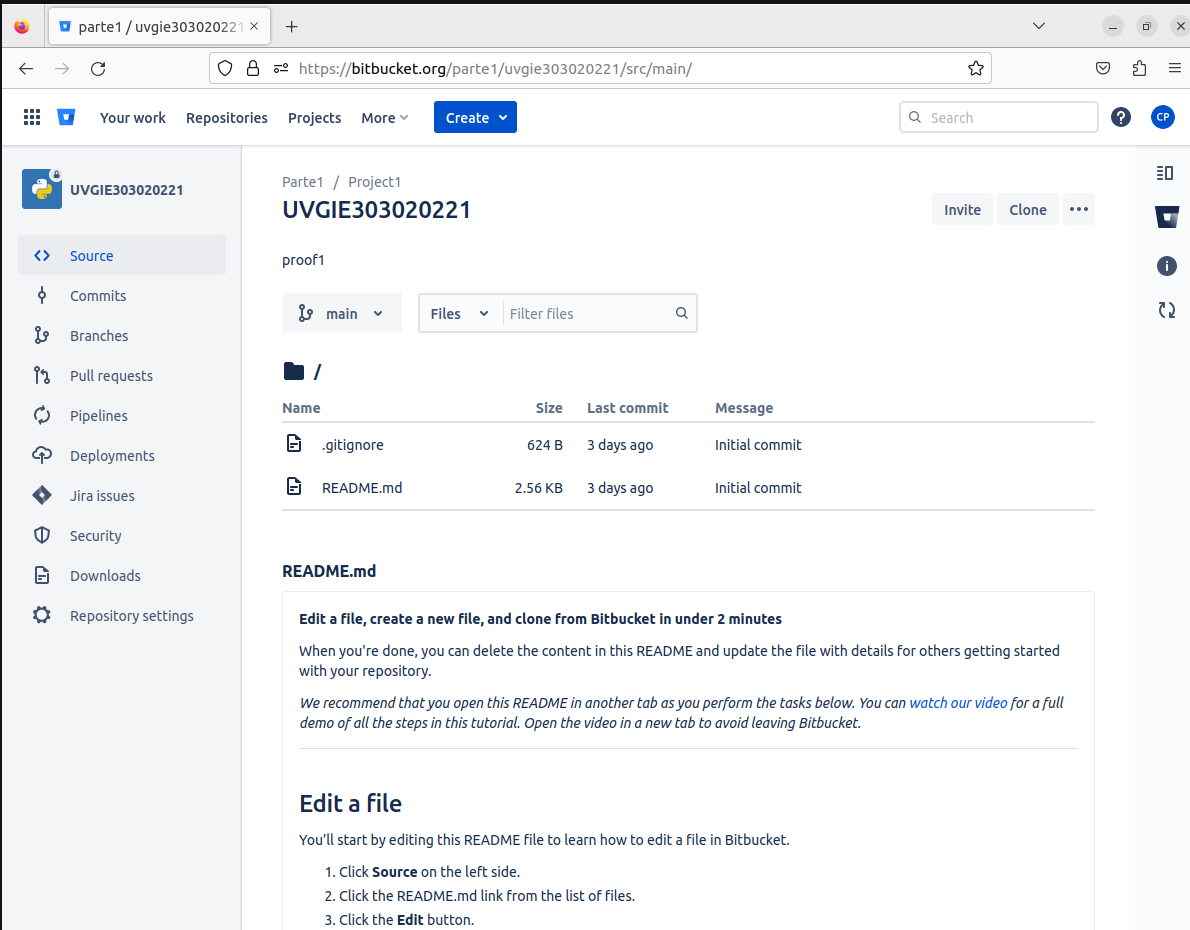 parte1 / uvgie303020221
https://bitbucket.org/parte1/uvgie303020221/src/main/
Your work Repositories Projects More Create Search ? CP
UVGIE303020221
Source
Commits
Branches
Pull requests
Pipelines
Deployments
Jira issues
Security
Downloads
Repository settings
Parte1 / Project1
UVGIE303020221
Invite Clone
proof1
main Files Filter files
/
Name Size Last commit Message
.gitignore 624 B 3 days ago Initial commit
README.md 2.56 KB 3 days ago Initial commit
README.md
Edit a file, create a new file, and clone from Bitbucket in under 2 minutes
When you're done, you can delete the content in this README and update the file with details for others getting started
with your repository.
We recommend that you open this README in another tab as you perform the tasks below. You can watch our video for a full
demo of all the steps in this tutorial. Open the video in a new tab to avoid leaving Bitbucket.
Edit a file
You’ll start by editing this README file to learn how to edit a file in Bitbucket.
1. Click Source on the left side.
2. Click the README.md link from the list of files.
3. Click the Edit button.